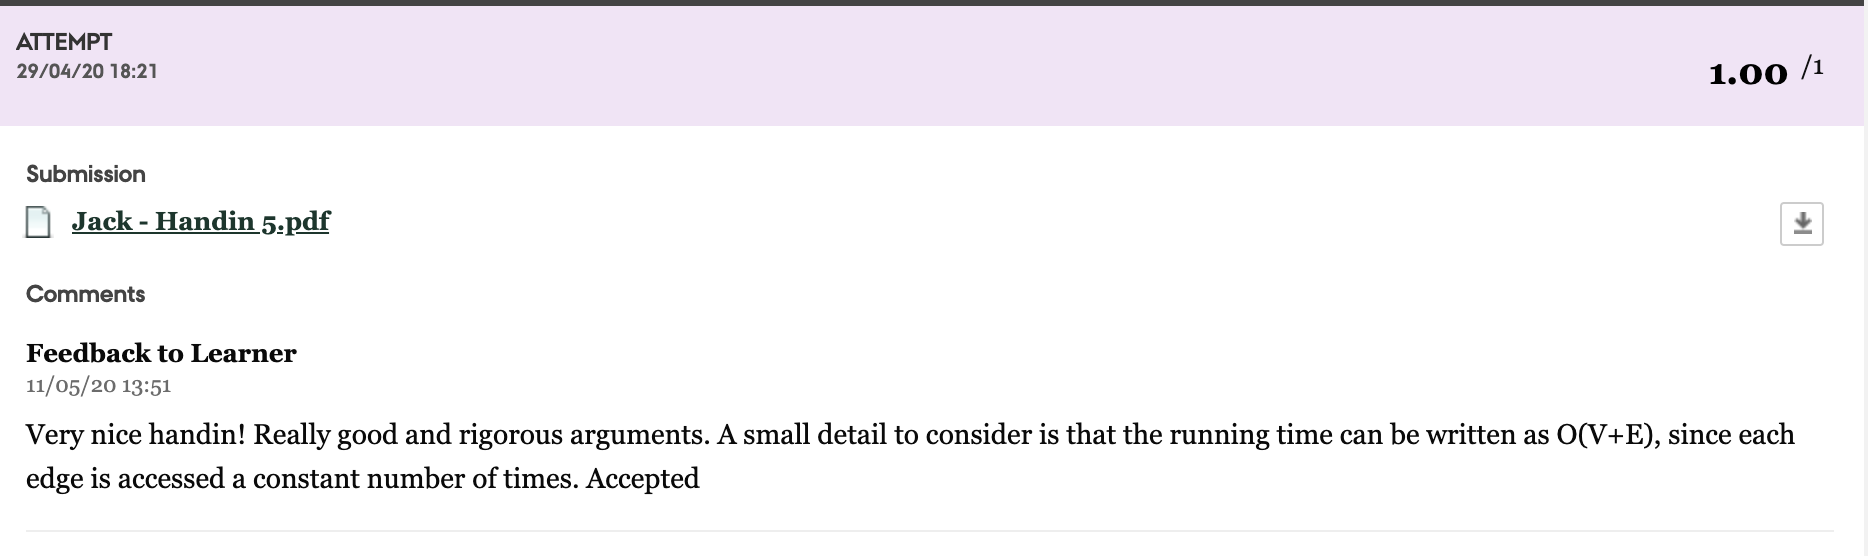 ATTEMPT
29/04/20 18:21
1.00 /1
Submission
Jack - Handin 5.pdf
Comments
Feedback to Learner
11/05/20 13:51
Very nice handin! Really good and rigorous arguments. A small detail to consider is that the running time can be written as O(V+E), since each
edge is accessed a constant number of times. Accepted